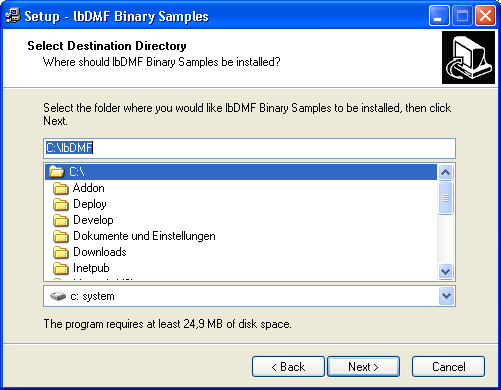 Setup - lbDMF Binary Samples
Select Destination Directory
Where should lbDMF Binary Samples be installed?
Select the folder where you would like lbDMF Binary Samples to be installed, then click
Next.
C:\lbDMF
C:\
Addon
Deploy
Develop
Dokumente und Einstellungen
Downloads
Inetpub
c: system
The program requires at least 24,9 MB of disk space.
< Back
Next >
Cancel